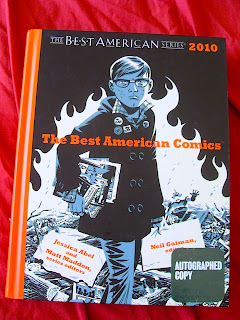 THE BEST AMERICAN SERIES® 2010
The Best American Comics
Jessica Abel
and
Matt Madden,
series editors
Neil Gaiman,
AUTOGRAPHED
COPY